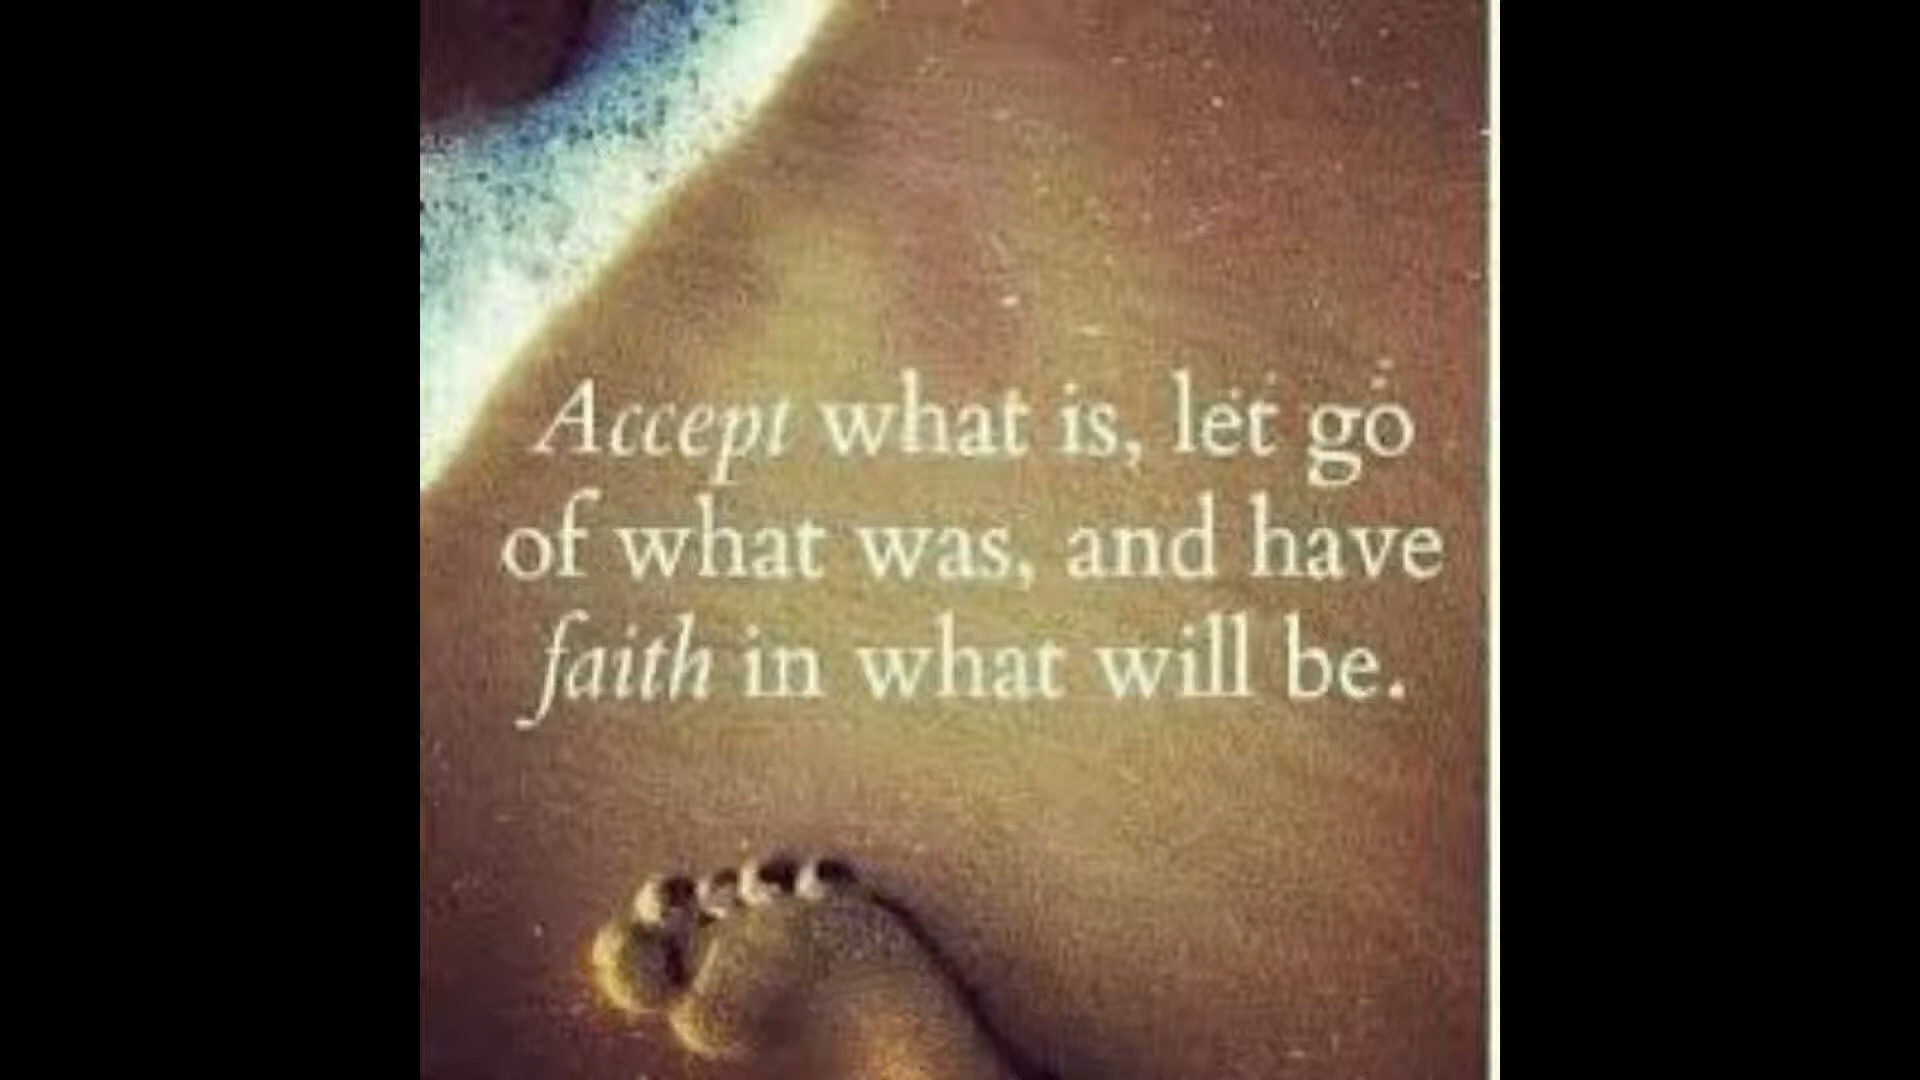 Accept what is, let go
of what was, and have
faith in what will be.